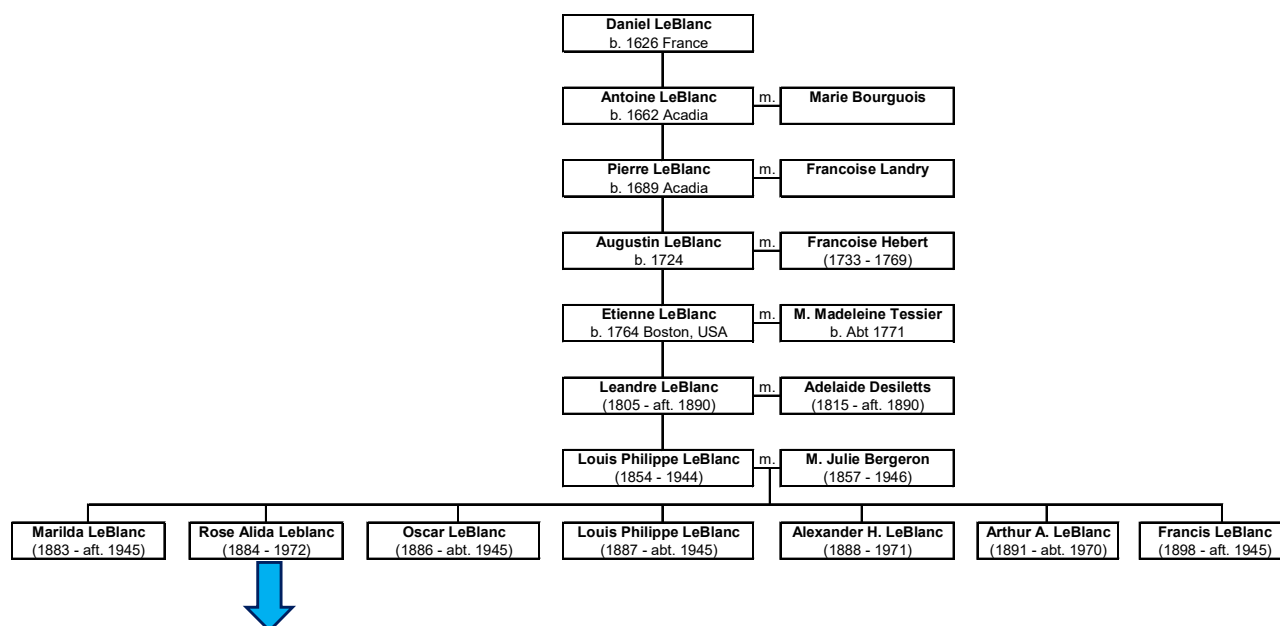 Daniel LeBlanc
b. 1626 France
Antoine LeBlanc
b. 1662 Acadia
m.
Marie Bourguois
Pierre LeBlanc
b. 1689 Acadia
m.
Francoise Landry
Augustin LeBlanc
b. 1724
m.
Francoise Hebert
(1733 - 1769)
Etienne LeBlanc
b. 1764 Boston, USA
m.
M. Madeleine Tessier
b. Abt 1771
Leandre LeBlanc
(1805 - aft. 1890)
m.
Adelaide Desiletts
(1815 - aft. 1890)
Louis Philippe LeBlanc
(1854 - 1944)
m.
M. Julie Bergeron
(1857 - 1946)
Marilda LeBlanc
(1883 - aft. 1945)
Rose Alida Leblanc
(1884 - 1972)
Oscar LeBlanc
(1886 - abt. 1945)
Louis Philippe LeBlanc
(1887 - abt. 1945)
Alexander H. LeBlanc
(1888 - 1971)
Arthur A. LeBlanc
(1891 - abt. 1970)
Francis LeBlanc
(1898 - aft. 1945)